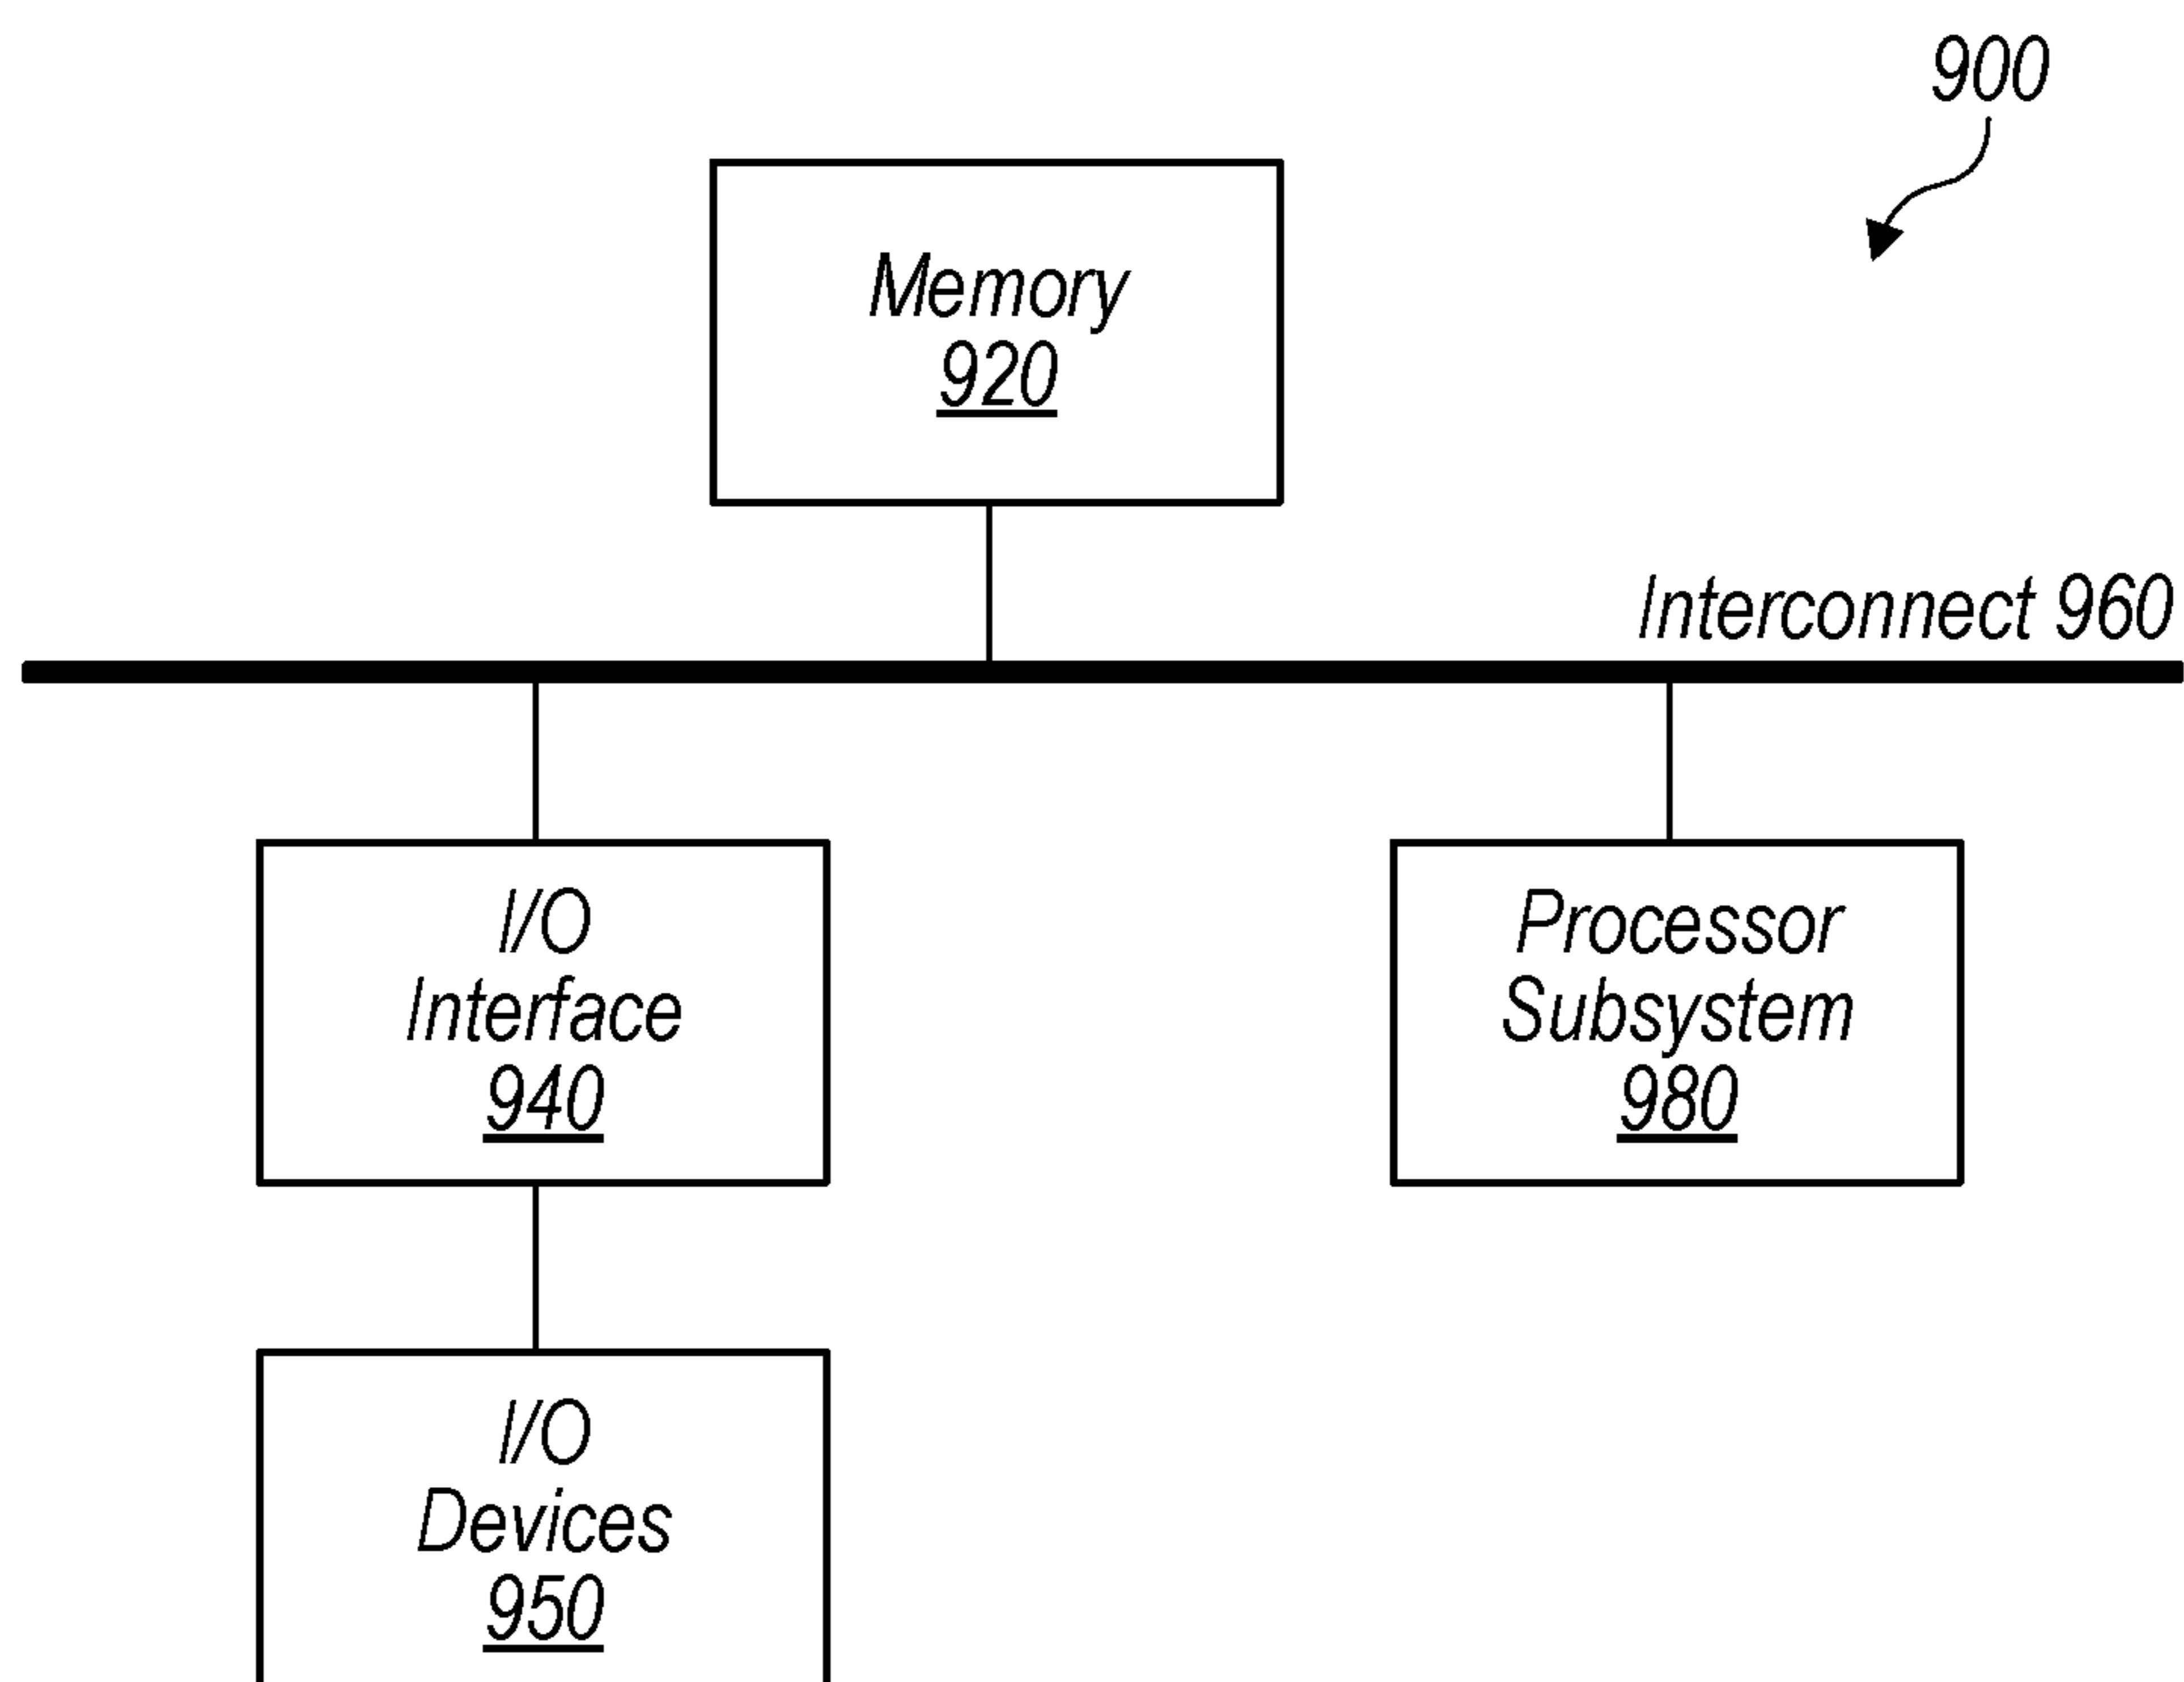 900
Memory
920
Interconnect 960
I/O
Interface
940
Processor
Subsystem
980
I/O
Devices
950